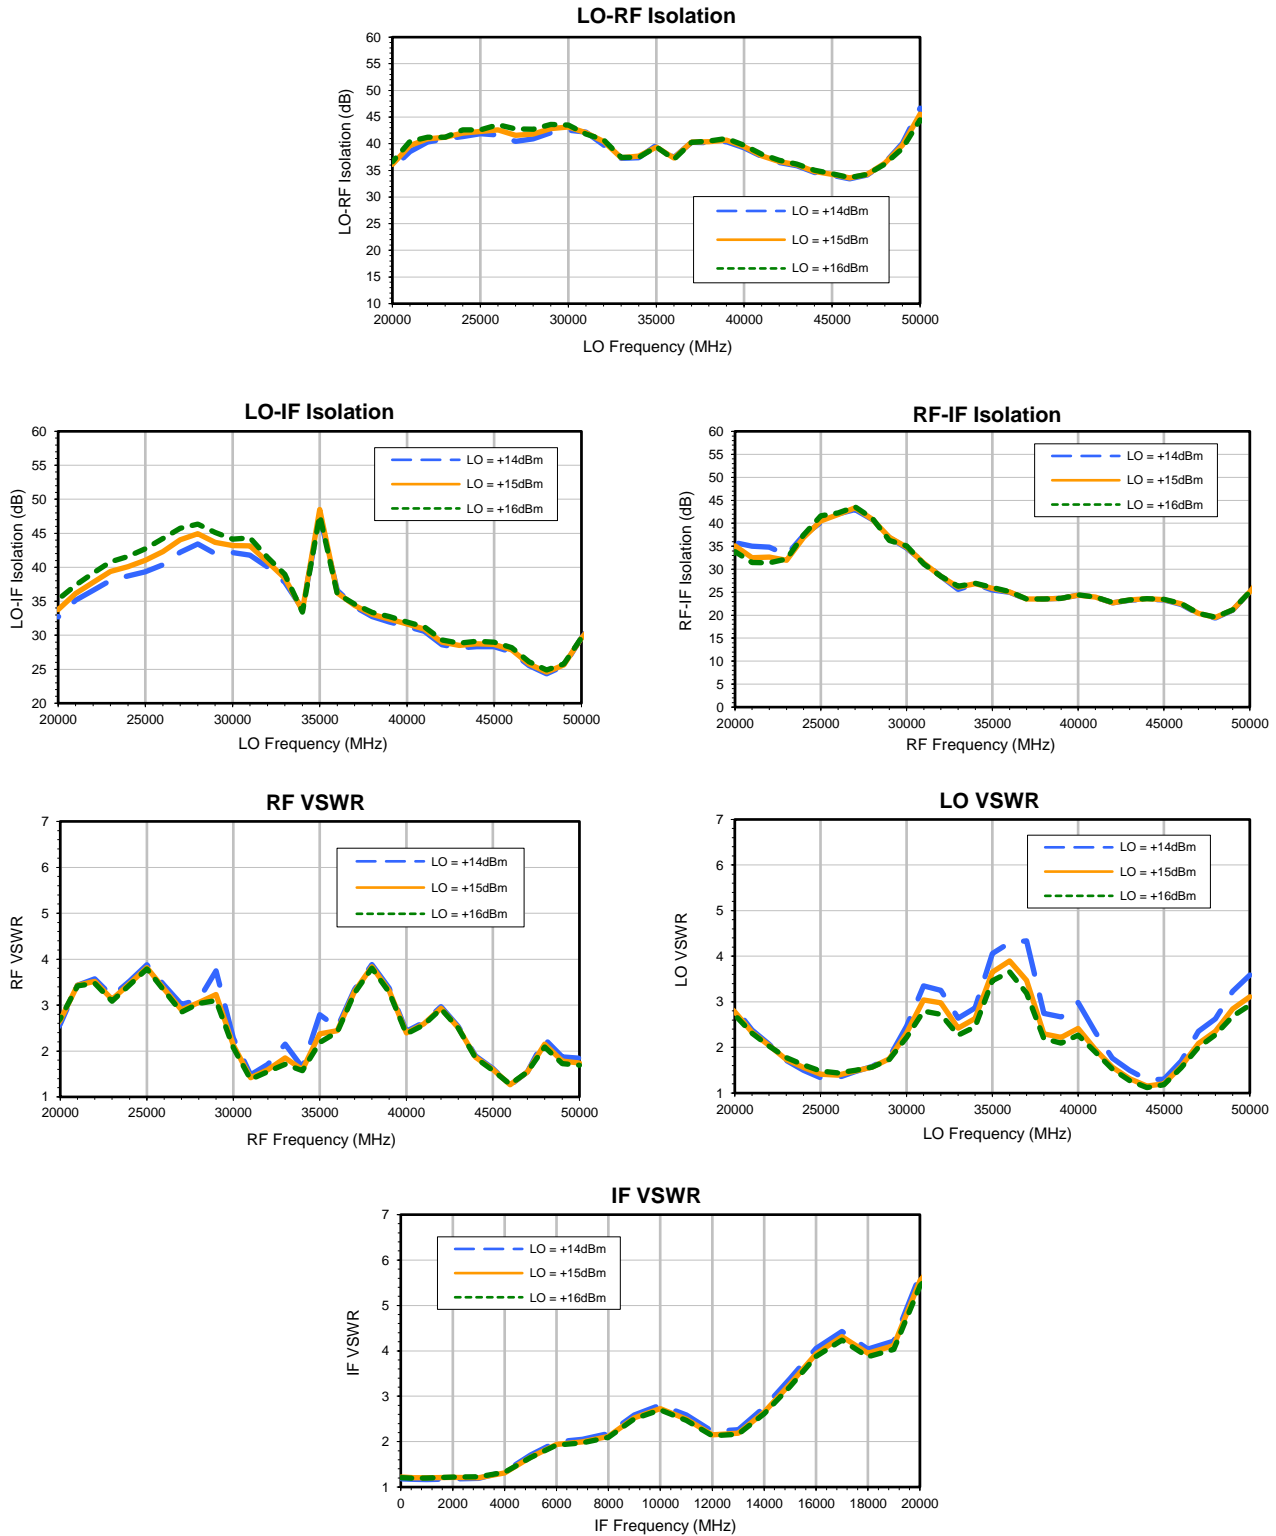 LO-RF Isolation
LO-RF Isolation (dB)
60
55
50
45
40
35
30
25
20
15
10
LO = +14dBm
LO = +15dBm
LO = +16dBm
20000 25000 30000 35000 40000 45000 50000
LO Frequency (MHz)
LO-IF Isolation
LO-IF Isolation (dB)
60
55
50
45
40
35
30
25
20
LO = +14dBm
LO = +15dBm
LO = +16dBm
20000 25000 30000 35000 40000 45000 50000
LO Frequency (MHz)
RF-IF Isolation
RF-IF Isolation (dB)
60
55
50
45
40
35
30
25
20
15
10
5
0
LO = +14dBm
LO = +15dBm
LO = +16dBm
20000 25000 30000 35000 40000 45000 50000
RF Frequency (MHz)
RF VSWR
RF VSWR
7
6
5
4
3
2
1
LO = +14dBm
LO = +15dBm
LO = +16dBm
20000 25000 30000 35000 40000 45000 50000
RF Frequency (MHz)
LO VSWR
LO VSWR
7
6
5
4
3
2
1
LO = +14dBm
LO = +15dBm
LO = +16dBm
20000 25000 30000 35000 40000 45000 50000
LO Frequency (MHz)
IF VSWR
IF VSWR
7
6
5
4
3
2
1
LO = +14dBm
LO = +15dBm
LO = +16dBm
0 2000 4000 6000 8000 10000 12000 14000 16000 18000 20000
IF Frequency (MHz)